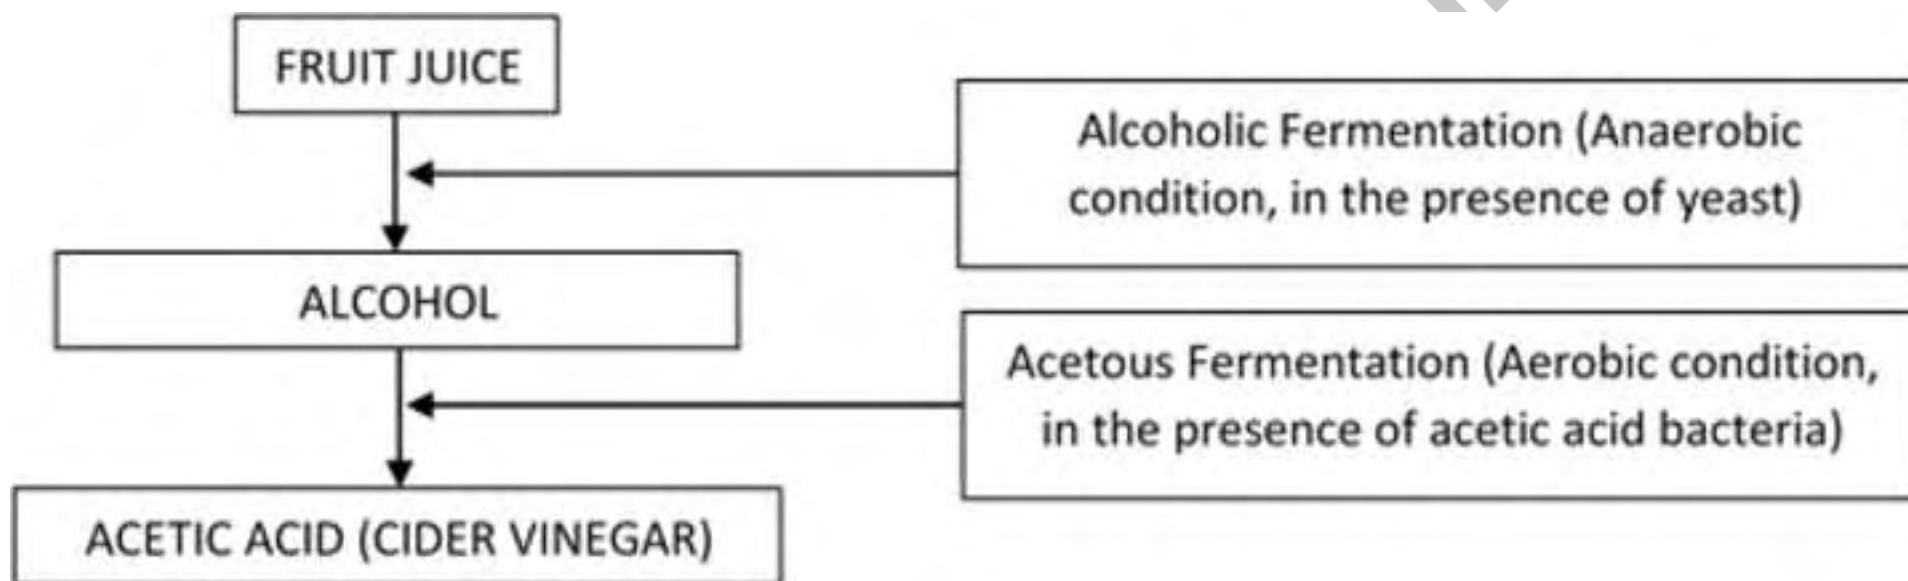 FRUIT JUICE
Alcoholic Fermentation (Anaerobic
condition, in the presence of yeast)
ALCOHOL
Acetous Fermentation (Aerobic condition,
in the presence of acetic acid bacteria)
ACETIC ACID (CIDER VINEGAR)